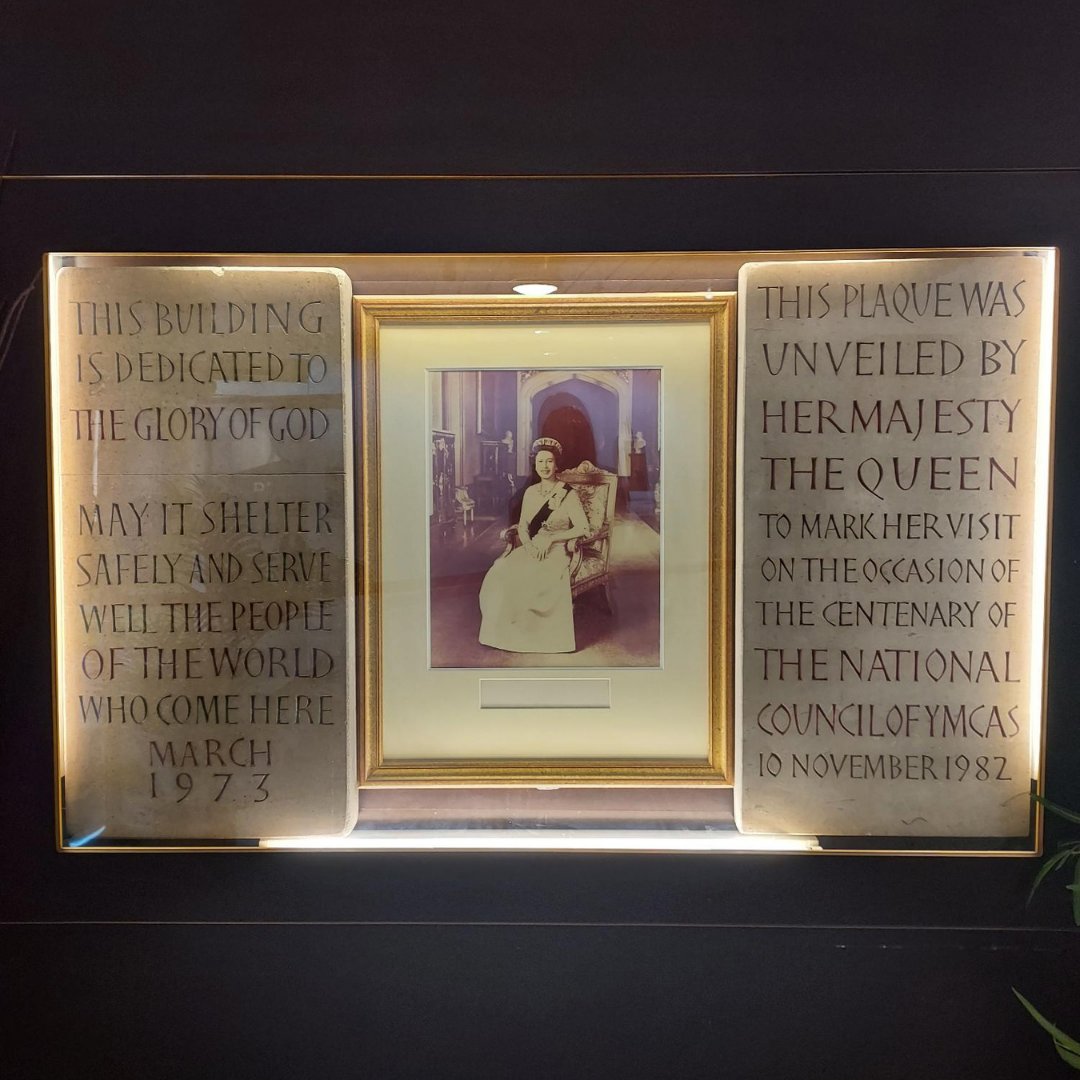 THIS BUILDING
IS DEDICATED TO
THE GLORY OF GOD
MAY IT SHELTER
SAFELY AND SERVE
WELL THE PEOPLE
OF THE WORLD
WHO COME HERE
MARCH
1973
THIS PLAQUE WAS
UNVEILED BY
HER MAJESTY
THE QUEEN
TO MARK HER VISIT
ON THE OCCASION OF
THE CENTENARY OF
THE NATIONAL
COUNCIL OF YMCAS
10 NOVEMBER 1982